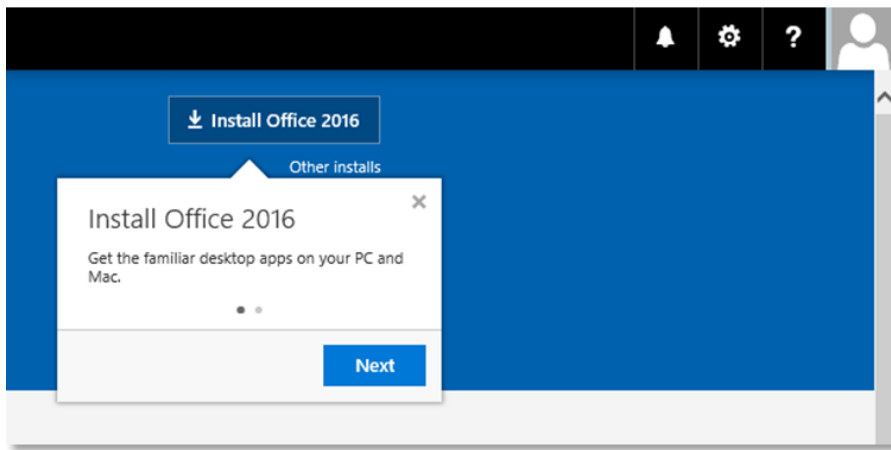 ?
Install Office 2016
Other installs
Install Office 2016
Get the familiar desktop apps on your PC and
Mac.
Next